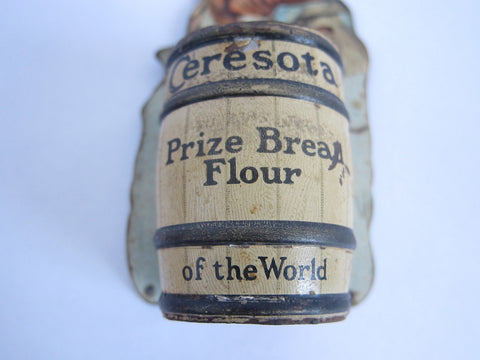 Ceresota
Prize Bread
Flour
of the World